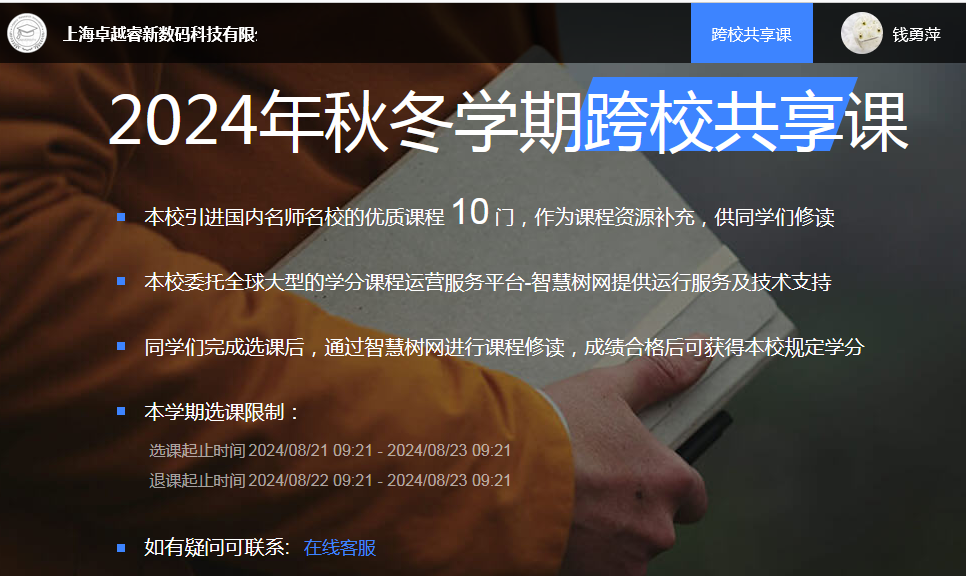 上海卓越睿新数码科技有限
跨校共享课
钱勇萍
2024年秋冬学期跨校共享课
本校引进国内名师名校的优质课程 10 门，作为课程资源补充，供同学们修读
本校委托全球大型的学分课程运营服务平台-智慧树网提供运行服务及技术支持
同学们完成选课后，通过智慧树网进行课程修读，成绩合格后可获得本校规定学分
本学期选课限制：
选课起止时间 2024/08/21 09:21 - 2024/08/23 09:21
退课起止时间 2024/08/22 09:21 - 2024/08/23 09:21
如有疑问可联系: 在线客服